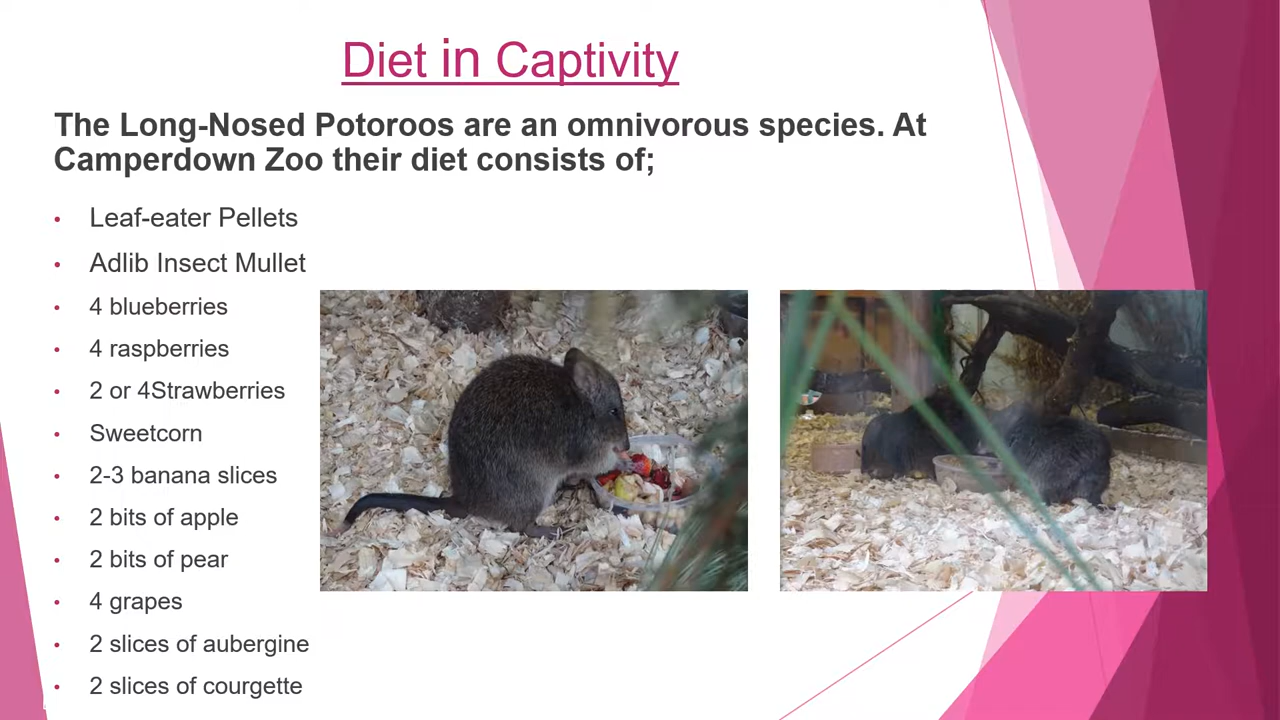 Diet in Captivity
The Long-Nosed Potoroos are an omnivorous species. At
Camperdown Zoo their diet consists of;
• Leaf-eater Pellets
• Adlib Insect Mullet
• 4 blueberries
• 4 raspberries
• 2 or 4Strawberries
• Sweetcorn
• 2-3 banana slices
• 2 bits of apple
• 2 bits of pear
• 4 grapes
• 2 slices of aubergine
• 2 slices of courgette